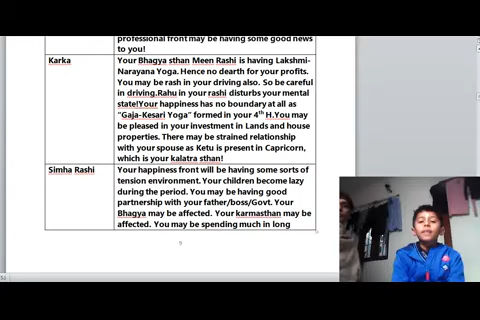 professional front may be having some good news
to you!
Karka
Your Bhagya sthan Meen Rashi is having Lakshmi-
Narayana Yoga. Hence no dearth for your profits.
You may be rash in your driving also. So be careful
in driving.Rahu in your rashi disturbs your mental
state!Your happiness has no boundary at all as
“Gaja-Kesari Yoga” formed in your 4th H.You may
be pleased in your investment in Lands and house
properties. There may be strained relationship
with your spouse as Ketu is present in Capricorn,
which is your kalatra sthan!
Simha Rashi
Your happiness front will be having some sorts of
tension environment. Your children become lazy
during the period. You may be having good
partnership with your father/boss/Govt. Your
Bhagya may be affected. Your karmasthan may be
affected. You may be spending much in long
9